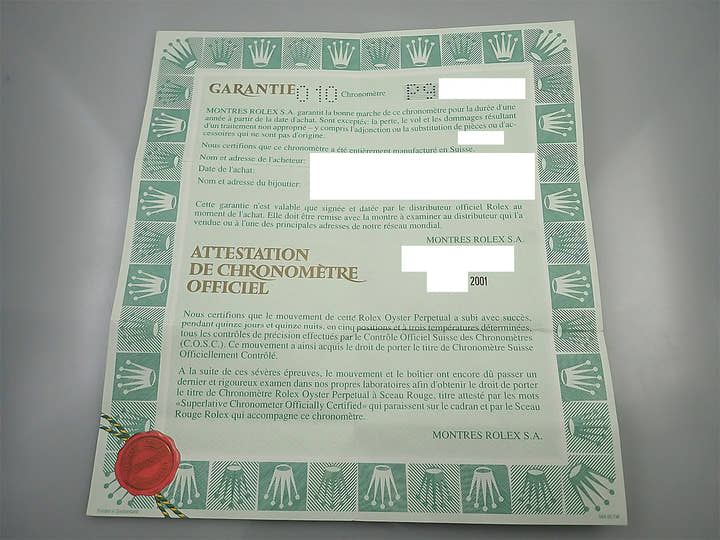 GARANTIE 010 Chronomètre P9
MONTRES ROLEX S.A. garantit la bonne marche de ce chronomètre pour la durée d'une
année à partir de la date d'achat. Sont exceptés: la perte, le vol et les dommages résultant
d'un traitement non approprié – y compris l'adjonction ou la substitution de pièces ou d'ac-
cessoires qui ne sont pas d'origine.
Nous certifions que ce chronomètre a été entièrement manufacturé en Suisse.
Nom et adresse de l'acheteur:
Date de l'achat:
Nom et adresse du bijoutier:
Cette garantie n'est valable que signée et datée par le distributeur officiel Rolex au
moment de l'achat. Elle doit être remise avec la montre à examiner au distributeur qui l'a
vendue ou à l'une des principales adresses de notre réseau mondial.
MONTRES ROLEX S.A.
2001
ATTESTATION
DE CHRONOMÈTRE
OFFICIEL
Nous certifions que le mouvement de cette Rolex Oyster Perpetual a subi avec succès,
pendant quinze jours et quinze nuits, en cinq positions et à trois températures déterminées,
tous les contrôles de précision effectués par le Contrôle Officiel Suisse des Chronomètres
(C.O.S.C.). Ce mouvement a ainsi acquis le droit de porter le titre de Chronomètre Suisse
Officiellement Contrôlé.
A la suite de ces sévères épreuves, le mouvement et le boîtier ont encore dû passer un
dernier et rigoureux examen dans nos propres laboratoires afin d'obtenir le droit de porter
le titre de Chronomètre Rolex Oyster Perpetual à Sceau Rouge, titre attesté par les mots
«Superlative Chronometer Officially Certified» qui paraissent sur le cadran et par le Sceau
Rouge Rolex qui accompagne ce chronomètre.
MONTRES ROLEX S.A.
Printed in Switzerland